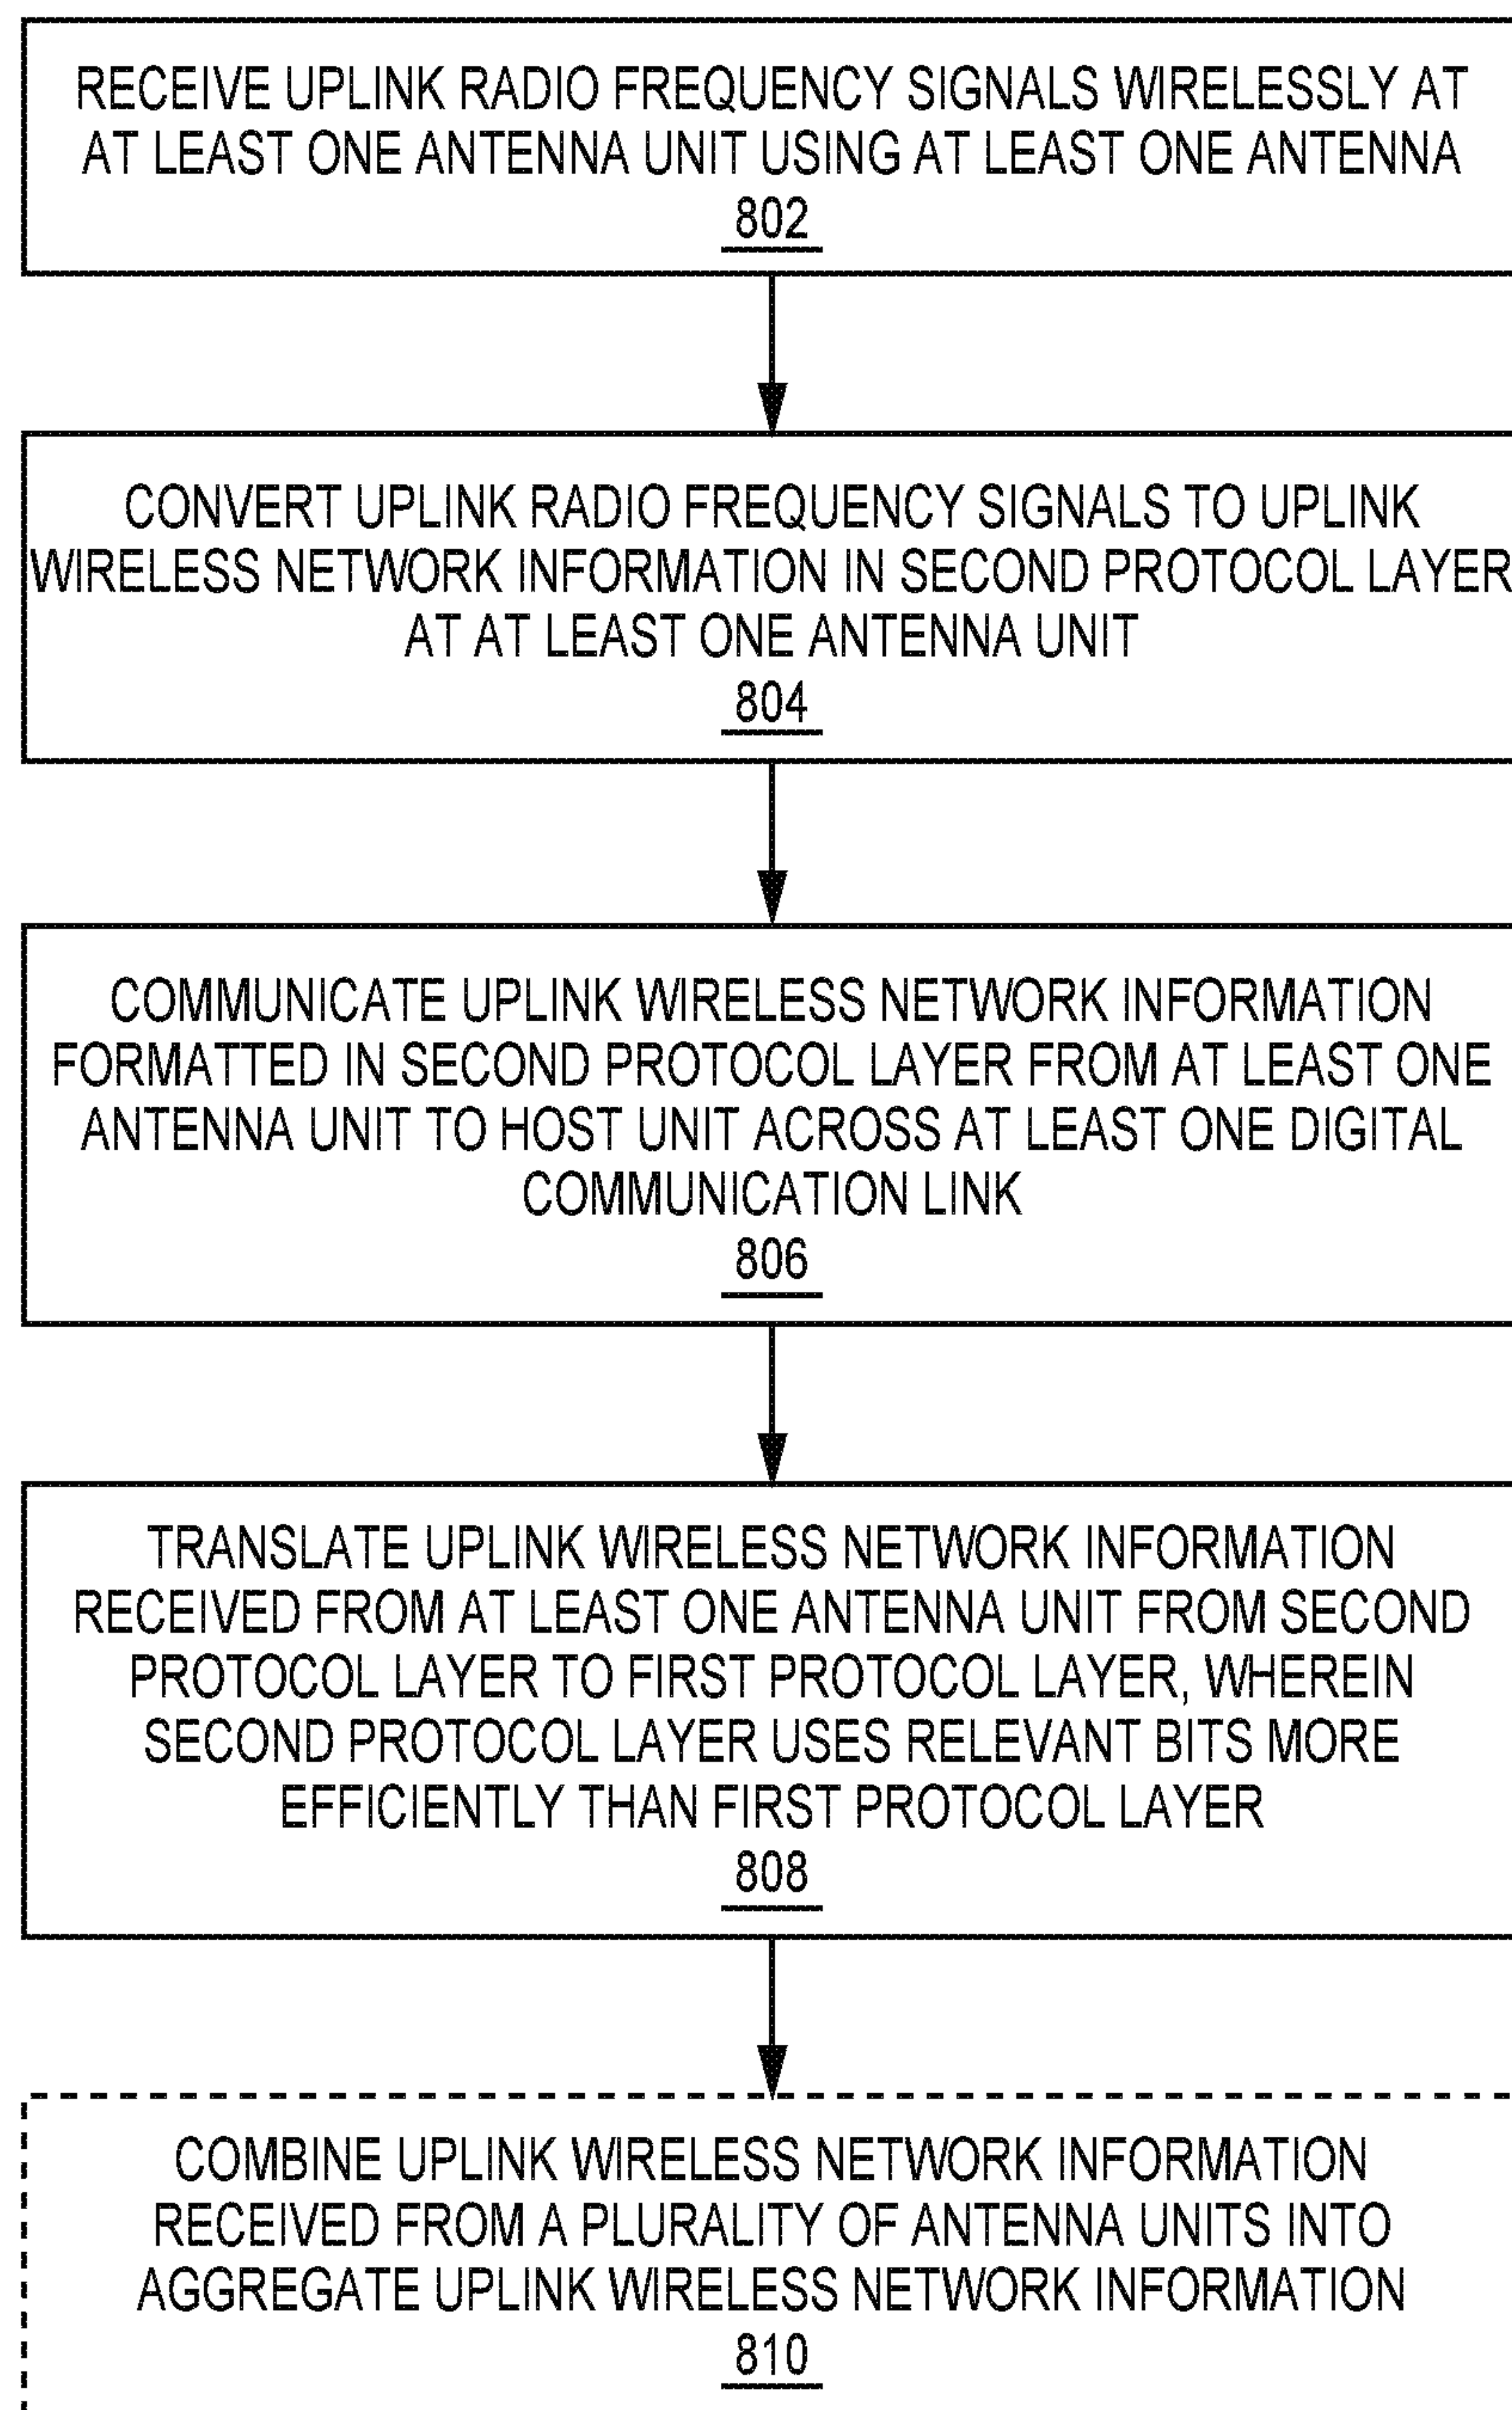 RECEIVE UPLINK RADIO FREQUENCY SIGNALS WIRELESSLY AT
AT LEAST ONE ANTENNA UNIT USING AT LEAST ONE ANTENNA
802
CONVERT UPLINK RADIO FREQUENCY SIGNALS TO UPLINK
WIRELESS NETWORK INFORMATION IN SECOND PROTOCOL LAYER
AT AT LEAST ONE ANTENNA UNIT
804
COMMUNICATE UPLINK WIRELESS NETWORK INFORMATION
FORMATTED IN SECOND PROTOCOL LAYER FROM AT LEAST ONE
ANTENNA UNIT TO HOST UNIT ACROSS AT LEAST ONE DIGITAL
COMMUNICATION LINK
806
TRANSLATE UPLINK WIRELESS NETWORK INFORMATION
RECEIVED FROM AT LEAST ONE ANTENNA UNIT FROM SECOND
PROTOCOL LAYER TO FIRST PROTOCOL LAYER, WHEREIN
SECOND PROTOCOL LAYER USES RELEVANT BITS MORE
EFFICIENTLY THAN FIRST PROTOCOL LAYER
808
COMBINE UPLINK WIRELESS NETWORK INFORMATION
RECEIVED FROM A PLURALITY OF ANTENNA UNITS INTO
AGGREGATE UPLINK WIRELESS NETWORK INFORMATION
810